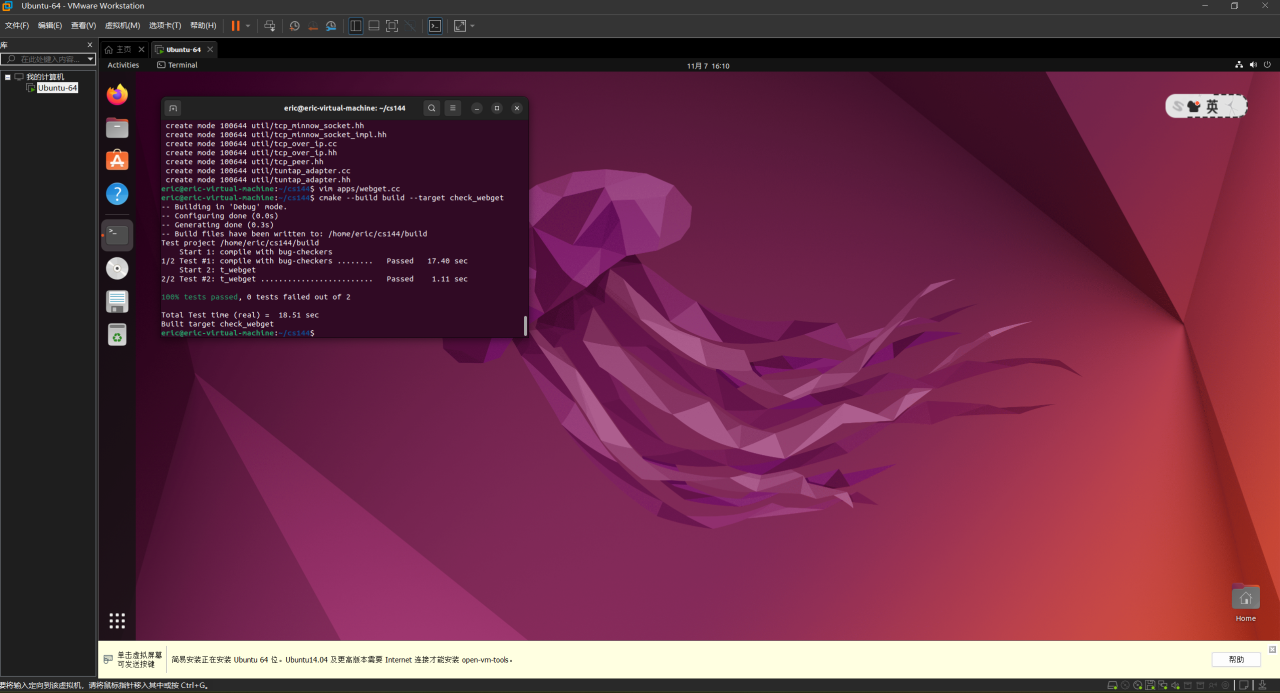 Ubuntu-64 - VMware Workstation
文件(F) 编辑(E) 查看(V) 虚拟机(M) 选项卡(T) 帮助(H)
库
在此处键入内容...
我的计算机
Ubuntu-64
主页
Ubuntu-64
Activities
Terminal
11月 7 16:10
eric@eric-virtual-machine: ~/cs144
create mode 100644 util/tcp_minnow_socket.hh
create mode 100644 util/tcp_minnow_socket_impl.hh
create mode 100644 util/tcp_over_ip.cc
create mode 100644 util/tcp_over_ip.hh
create mode 100644 util/tcp_peer.hh
create mode 100644 util/tuntap_adapter.cc
create mode 100644 util/tuntap_adapter.hh
eric@eric-virtual-machine:~/cs144$ vim apps/webget.cc
eric@eric-virtual-machine:~/cs144$ cmake --build build --target check_webget
-- Building in 'Debug' mode.
-- Configuring done (0.0s)
-- Generating done (0.3s)
-- Build files have been written to: /home/eric/cs144/build
Test project /home/eric/cs144/build
Start 1: compile with bug-checkers
1/2 Test #1: compile with bug-checkers ........ Passed 17.40 sec
Start 2: t_webget
2/2 Test #2: t_webget ......................... Passed 1.11 sec
100% tests passed, 0 tests failed out of 2
Total Test time (real) = 18.51 sec
Built target check_webget
eric@eric-virtual-machine:~/cs144$
英
Home
单击虚拟屏幕
可发送按键
简易安装正在安装 Ubuntu 64 位。Ubuntu14.04 及更高版本需要 Internet 连接才能安装 open-vm-tools。
帮助
要将输入定向到该虚拟机，请将鼠标指针移入其中或按 Ctrl+G。